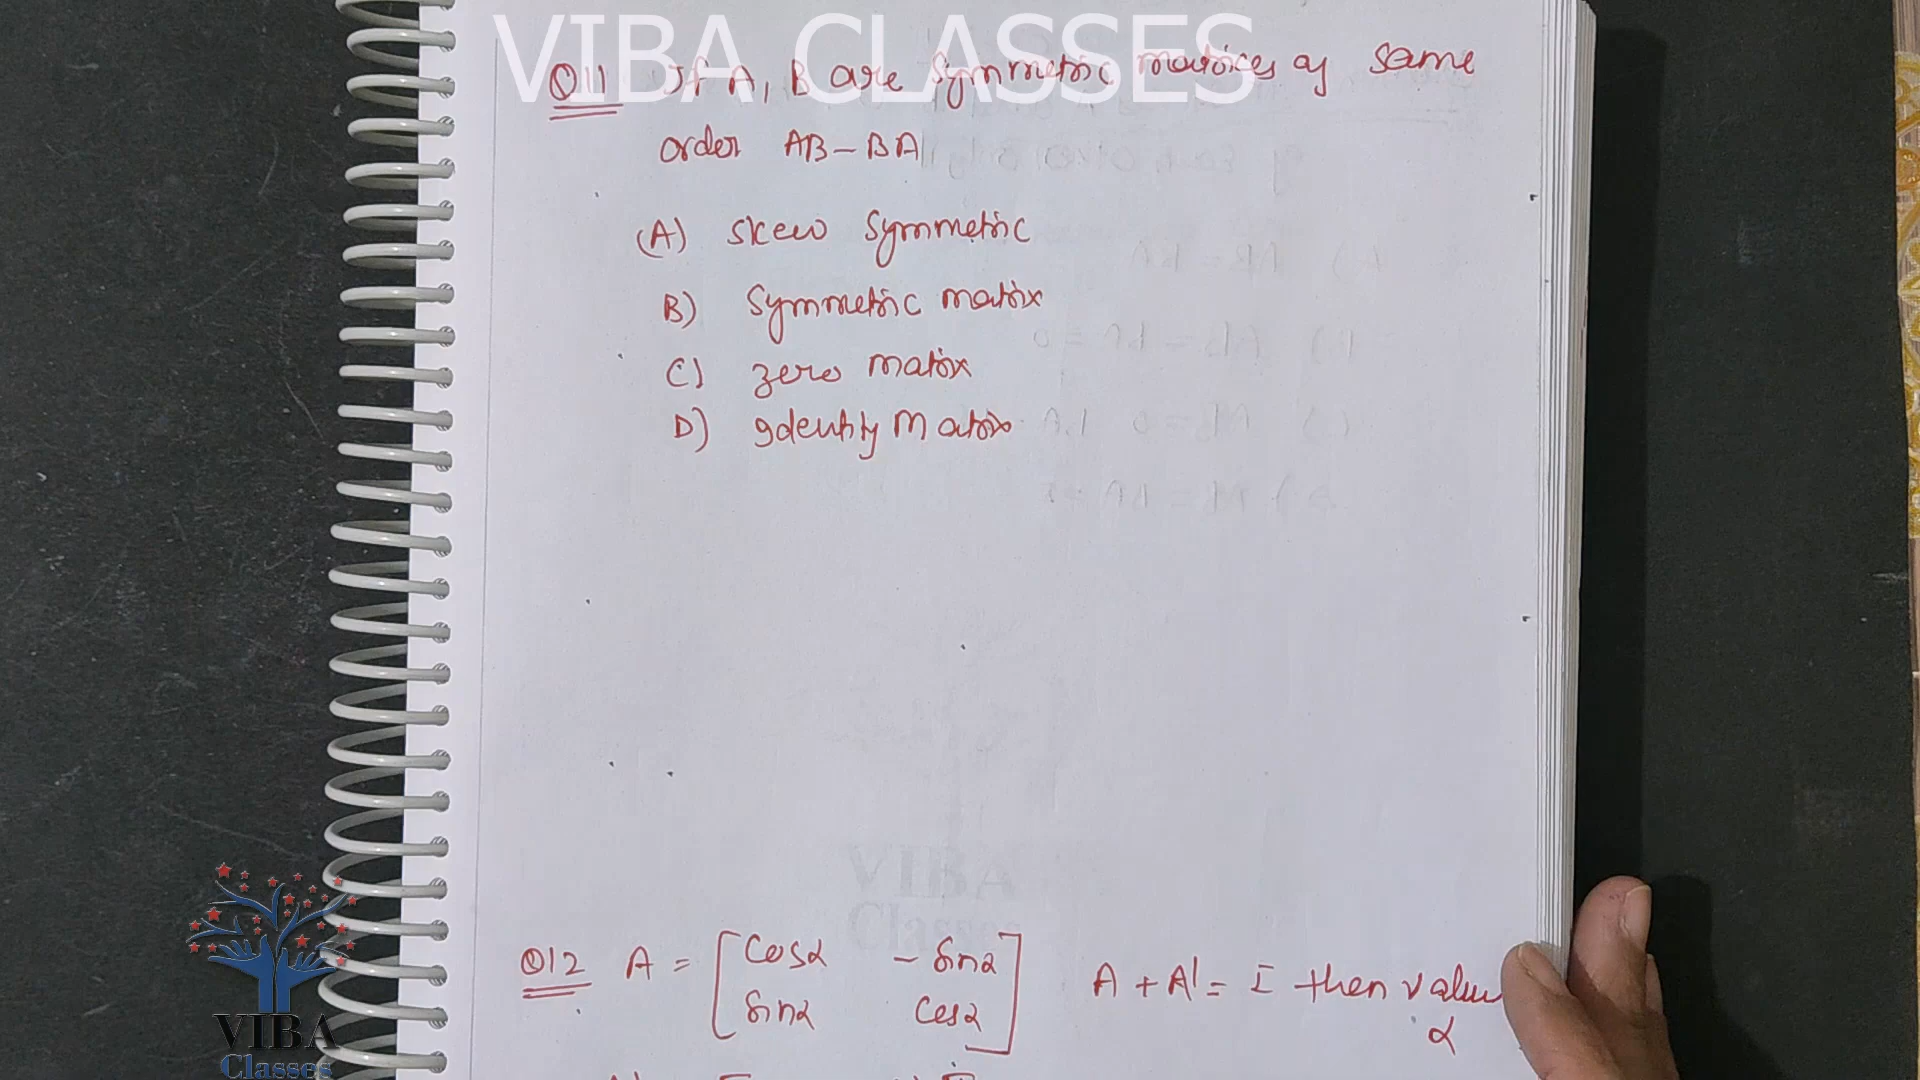 VIBA CLASSES
Q11 If A, B are Symmetric matrices of same
order AB - BA
(A) Skew Symmetric
B) Symmetric matrix
C) zero matrix
D) Identity Matrix
Q12 A = [cosα -sinα
sinα cosα] A + A' = I then value
α
VIBA
Classes